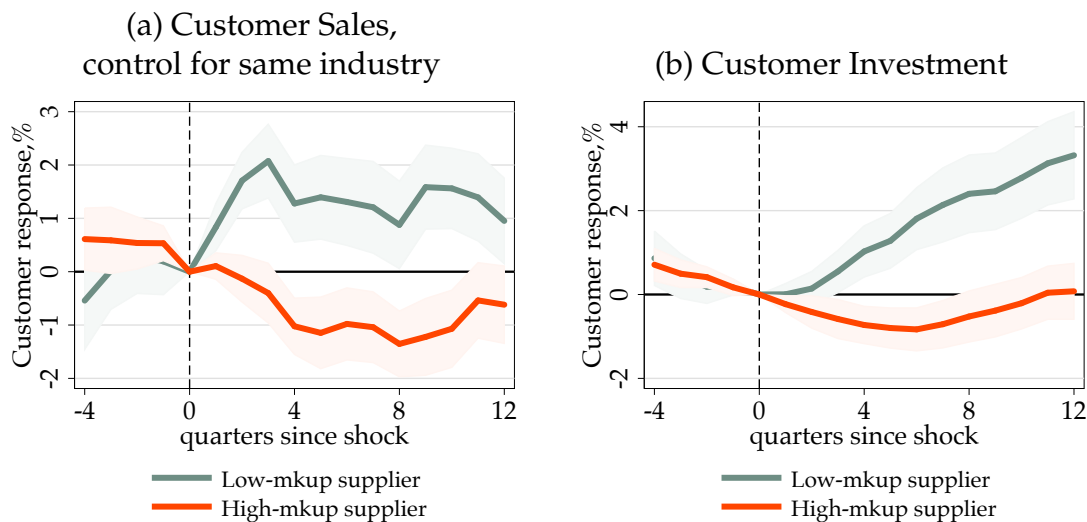 (a) Customer Sales,
control for same industry
Customer response,%
3
2
1
0
-1
-2
-4 0 4 8 12
quarters since shock
Low-mkup supplier
High-mkup supplier
(b) Customer Investment
Customer response,%
4
2
0
-2
-4 0 4 8 12
quarters since shock
Low-mkup supplier
High-mkup supplier